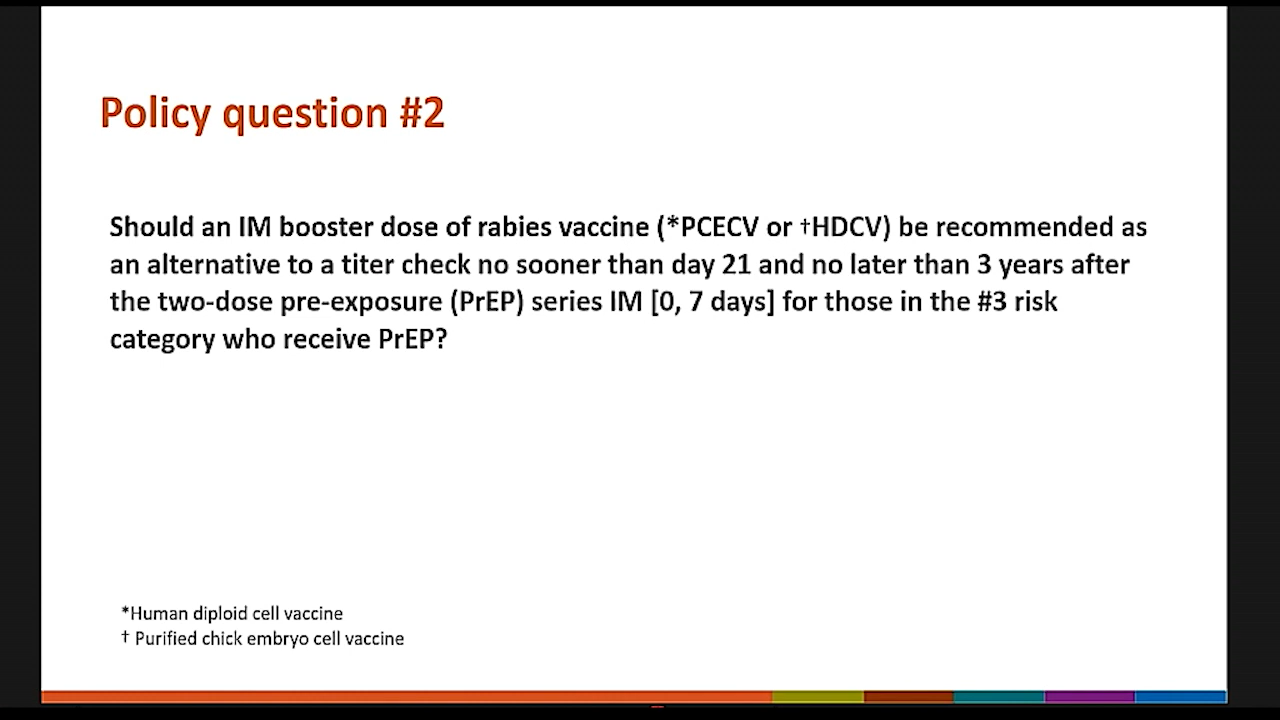 Policy question #2
Should an IM booster dose of rabies vaccine (*PCECV or †HDCV) be recommended as
an alternative to a titer check no sooner than day 21 and no later than 3 years after
the two-dose pre-exposure (PrEP) series IM [0, 7 days] for those in the #3 risk
category who receive PrEP?
*Human diploid cell vaccine
† Purified chick embryo cell vaccine